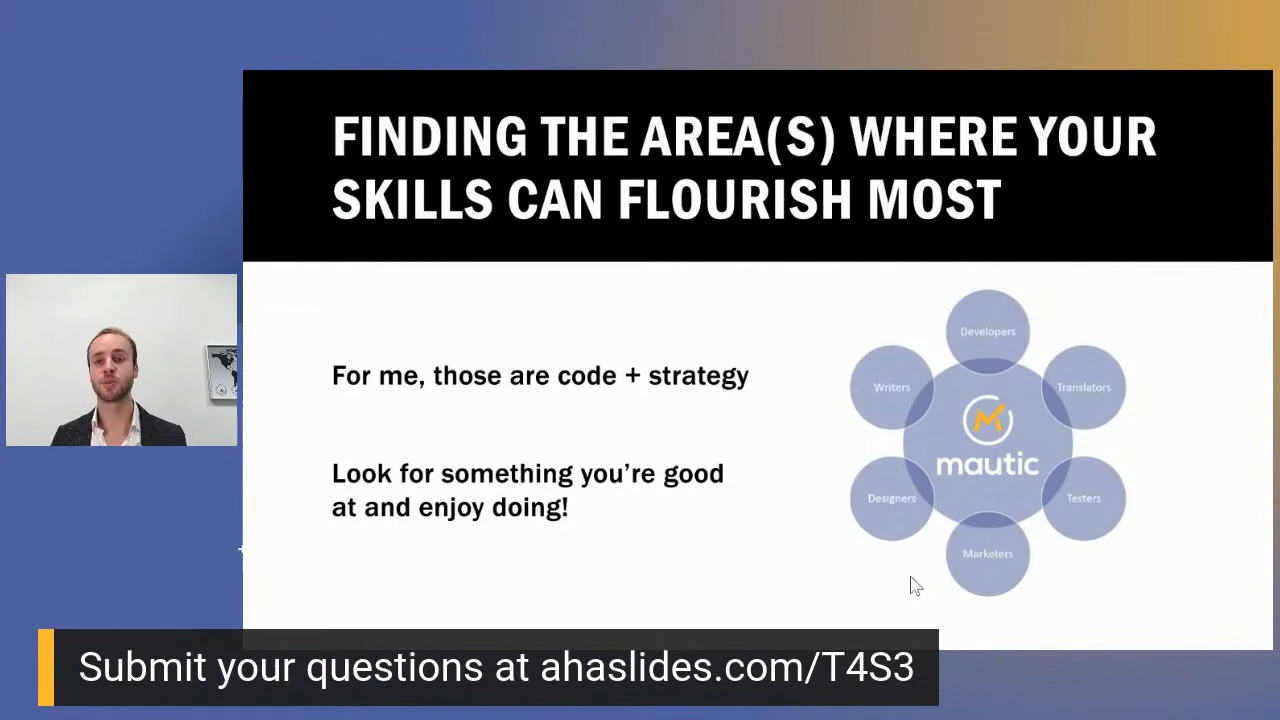 FINDING THE AREA(S) WHERE YOUR
SKILLS CAN FLOURISH MOST
For me, those are code + strategy
Look for something you're good
at and enjoy doing!
Developers
Writers
Translators
mautic
Designers
Testers
Marketers
Submit your questions at ahaslides.com/T4S3